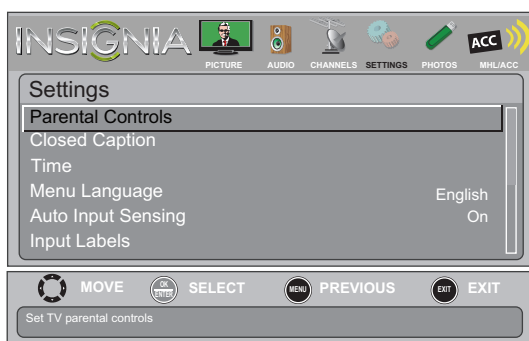 INSIGNIA
PICTURE AUDIO CHANNELS SETTINGS PHOTOS MHL/ACC
ACC
Settings
Parental Controls
Closed Caption
Time
Menu Language English
Auto Input Sensing On
Input Labels
MOVE OK ENTER SELECT MENU PREVIOUS EXIT EXIT
Set TV parental controls